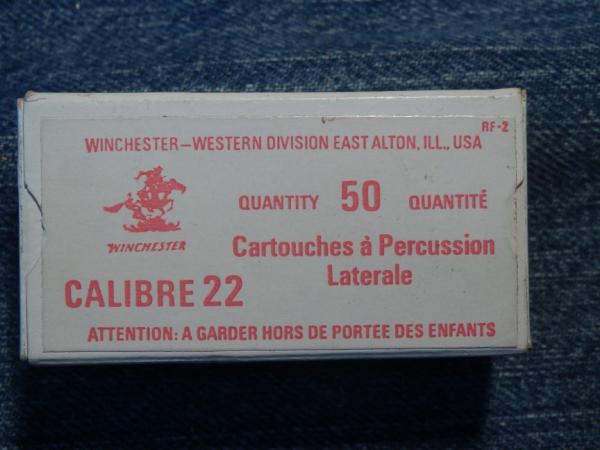 RF-2
WINCHESTER-WESTERN DIVISION EAST ALTON, ILL., USA
QUANTITY 50 QUANTITÉ
WINCHESTER
Cartouches à Percussion
Laterale
CALIBRE 22
ATTENTION: A GARDER HORS DE PORTEE DES ENFANTS